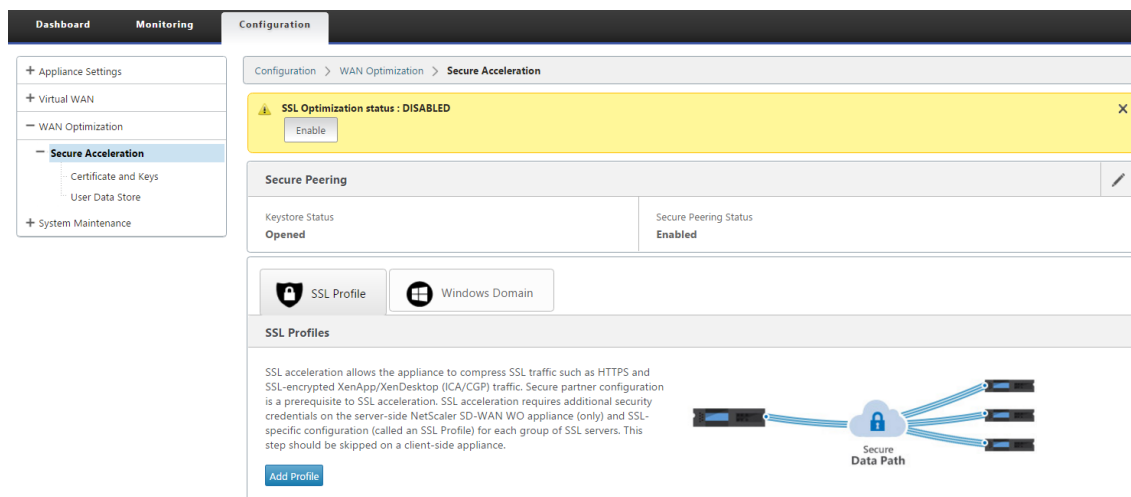 Dashboard Monitoring Configuration
+ Appliance Settings
+ Virtual WAN
− WAN Optimization
− Secure Acceleration
Certificate and Keys
User Data Store
+ System Maintenance
Configuration > WAN Optimization > Secure Acceleration
SSL Optimization status : DISABLED
Enable
Secure Peering
Keystore Status
Opened
Secure Peering Status
Enabled
SSL Profile
Windows Domain
SSL Profiles
SSL acceleration allows the appliance to compress SSL traffic such as HTTPS and
SSL-encrypted XenApp/XenDesktop (ICA/CGP) traffic. Secure partner configuration
is a prerequisite to SSL acceleration. SSL acceleration requires additional security
credentials on the server-side NetScaler SD-WAN WO appliance (only) and SSL-
specific configuration (called an SSL Profile) for each group of SSL servers. This
step should be skipped on a client-side appliance.
Add Profile
Secure
Data Path